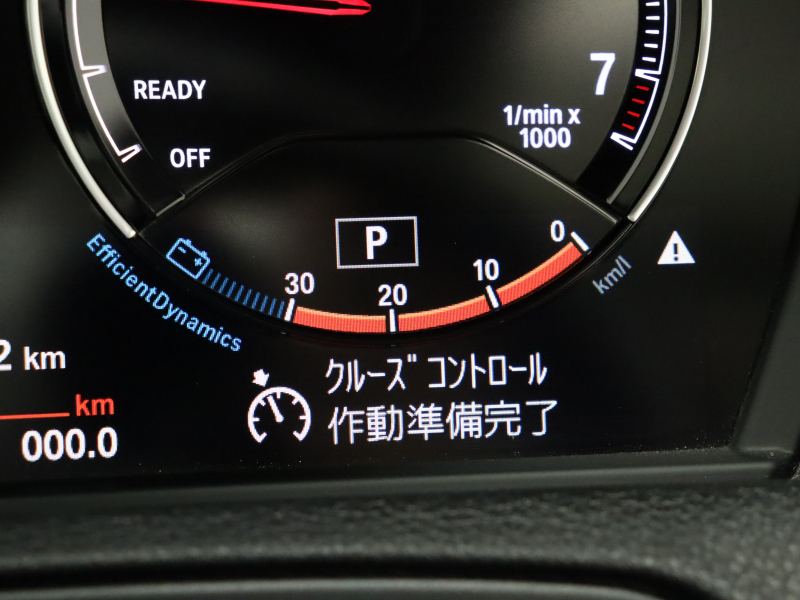 READY
7
1/min x
1000
OFF
P
0
30
10
20
km/l
EfficientDynamics
2 km
km
000.0
クルーズ コントロール
作動準備完了